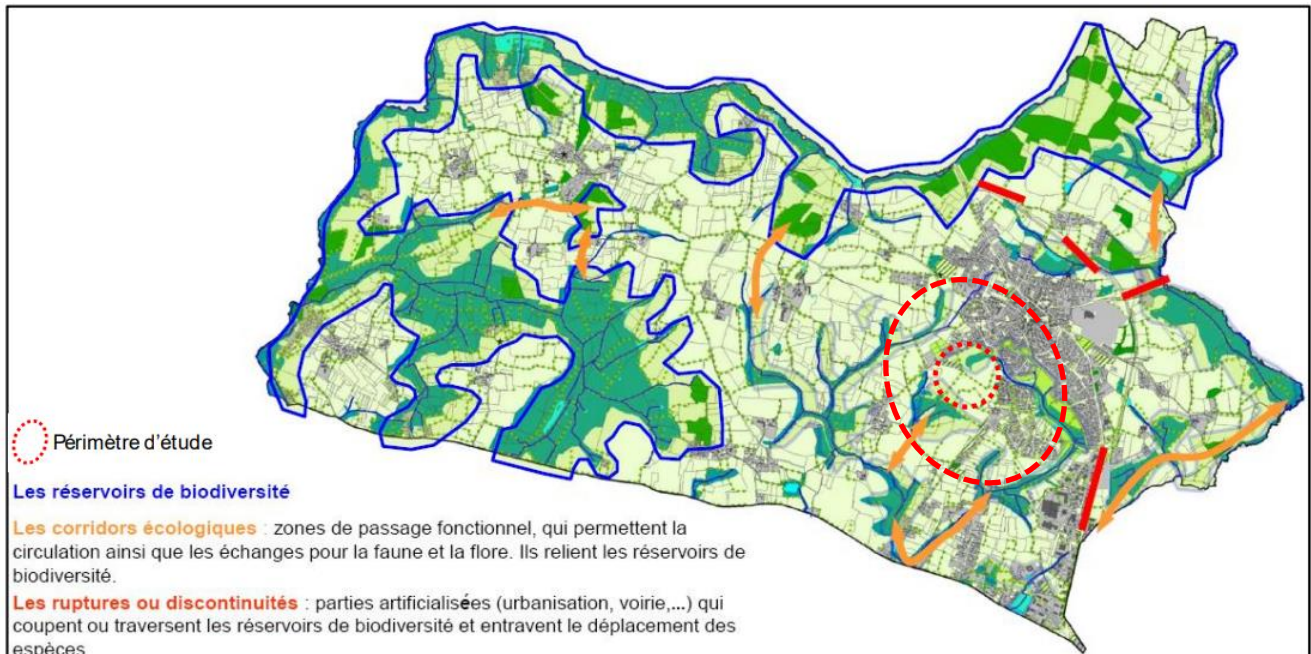 Périmètre d'étude
Les réservoirs de biodiversité
Les corridors écologiques : zones de passage fonctionnel, qui permettent la
circulation ainsi que les échanges pour la faune et la flore. Ils relient les réservoirs de
biodiversité.
Les ruptures ou discontinuités : parties artificialisées (urbanisation, voirie,...) qui
coupent ou traversent les réservoirs de biodiversité et entravent le déplacement des
espèces